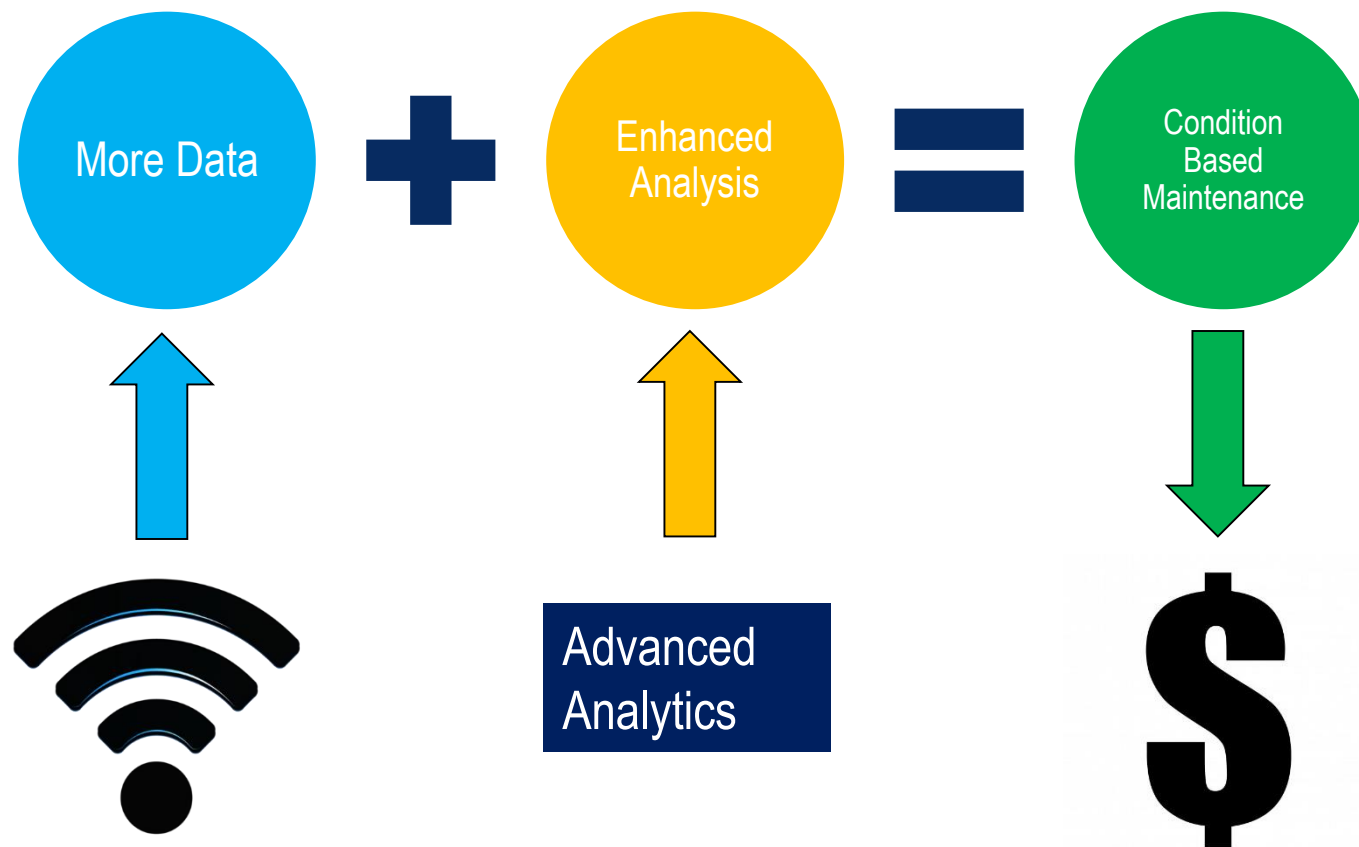 More Data
Enhanced
Analysis
Condition
Based
Maintenance
Advanced
Analytics
$